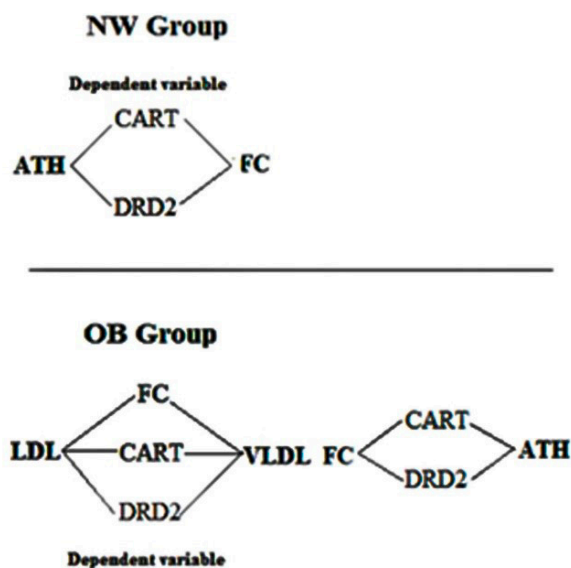 NW Group
Dependent variable
CART
ATH FC
DRD2
OB Group
FC
CART
LDL CART VLDL FC ATH
DRD2
DRD2
Dependent variable